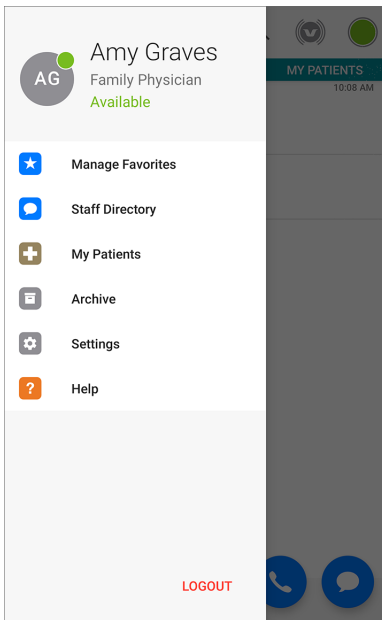 Amy Graves
AG
Family Physician
Available
MY PATIENTS
10:08 AM
Manage Favorites
Staff Directory
My Patients
Archive
Settings
?
Help
LOGOUT